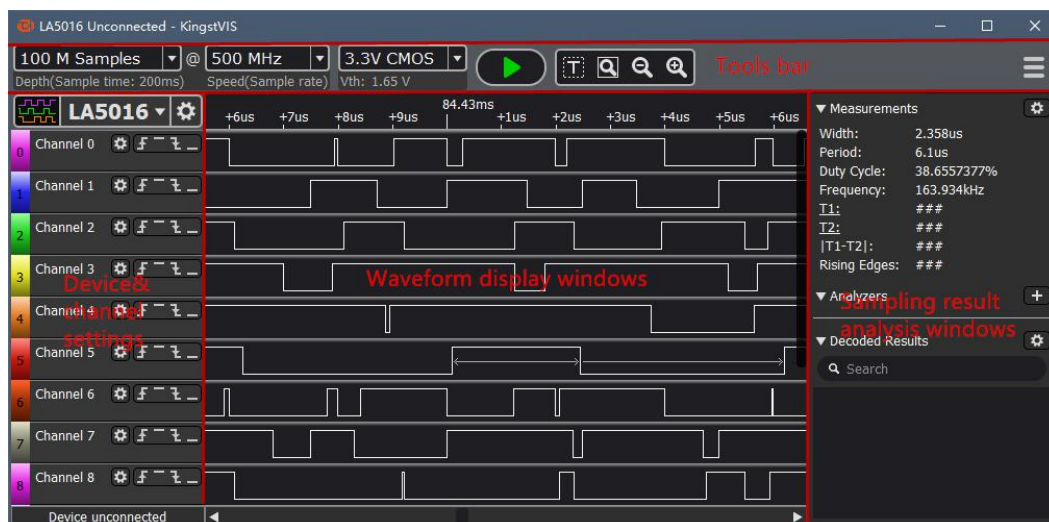 LA5016 Unconnected - KingstVIS
100 M Samples @ 500 MHz 3.3V CMOS
Depth(Sample time: 200ms) Speed(Sample rate) Vth: 1.65 V
T
Tools bar
LA5016
84.43ms
+6us +7us +8us +9us +1us +2us +3us +4us +5us +6us
0 Channel 0
1 Channel 1
2 Channel 2
3 Channel 3
4 Channel 4
5 Channel 5
6 Channel 6
7 Channel 7
8 Channel 8
Device&
channel
settings
Waveform display windows
Measurements
Width: 2.358us
Period: 6.1us
Duty Cycle: 38.6557377%
Frequency: 163.934kHz
T1: ###
T2: ###
|T1-T2|: ###
Rising Edges: ###
Analyzers
Sampling result
analysis windows
Decoded Results
Search
Device unconnected